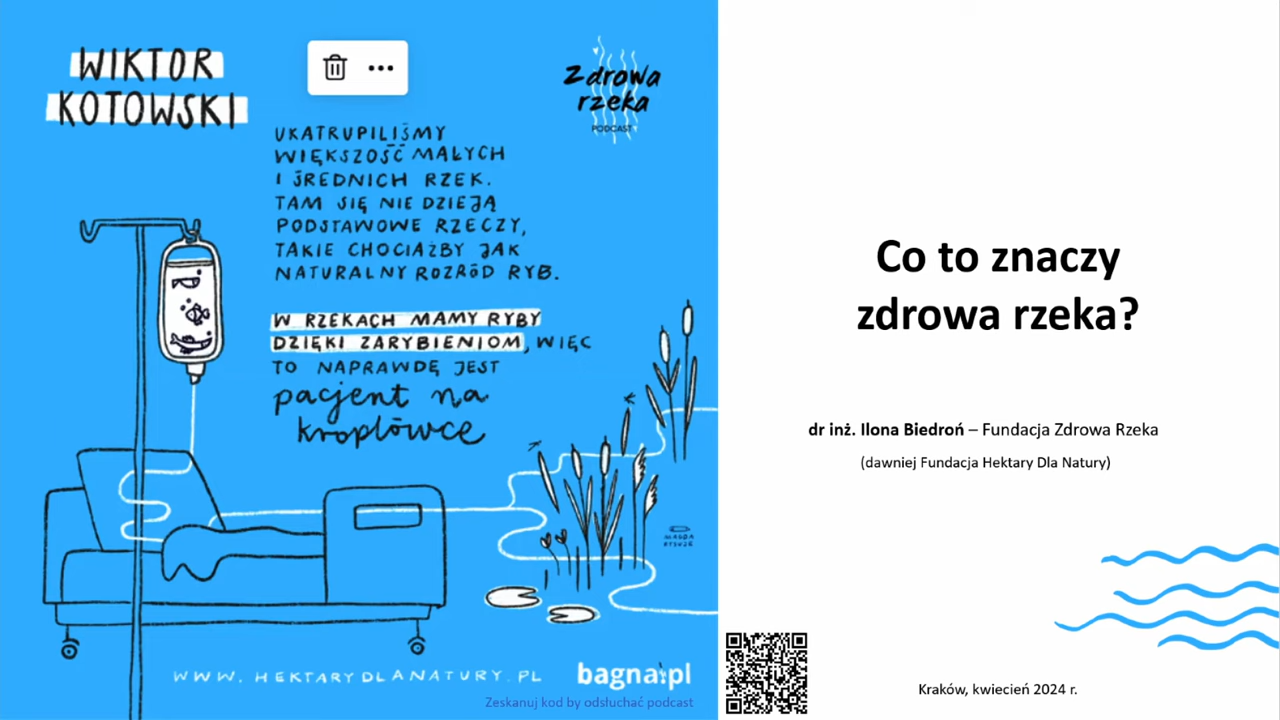 WIKTOR
KOTOWSKI
Zdrowa
rzeka
PODCAST
UKATRUPILIŚMY
WIĘKSZOŚĆ MAŁYCH
I ŚREDNICH RZEK.
TAM SIĘ NIE DZIEJĄ
PODSTAWOWE RZECZY,
TAKIE CHOCIAŻBY JAK
NATURALNY ROZRÓD RYB.
W RZEKACH MAMY RYBY
DZIĘKI ZARYBIENIOM, WIĘC
TO NAPRAWDĘ JEST
pacjent na
kroplówce
WWW.HEKTARYDLANATURY.PL
bagna.pl
Zeskanuj kod by odsłuchać podcast
Co to znaczy
zdrowa rzeka?
dr inż. Ilona Biedroń – Fundacja Zdrowa Rzeka
(dawniej Fundacja Hektary Dla Natury)
Kraków, kwiecień 2024 r.